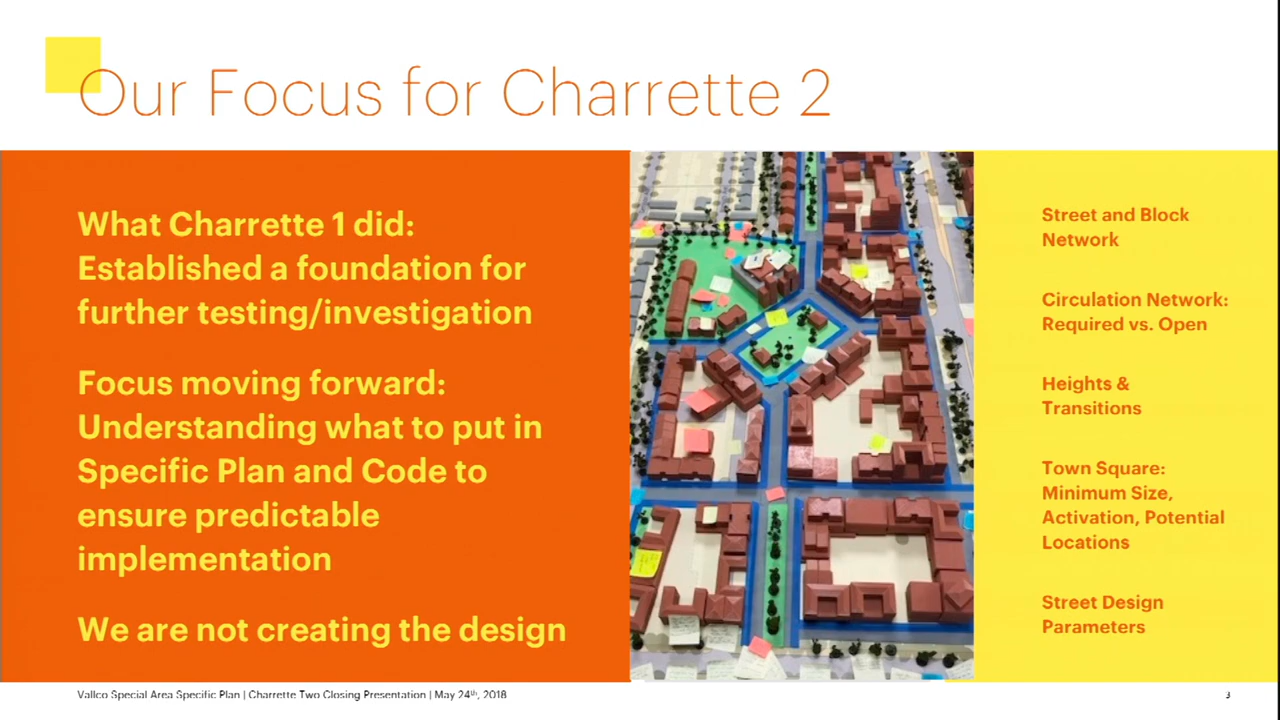 Our Focus for Charrette 2
What Charrette 1 did:
Established a foundation for
further testing/investigation
Focus moving forward:
Understanding what to put in
Specific Plan and Code to
ensure predictable
implementation
We are not creating the design
Street and Block
Network
Circulation Network:
Required vs. Open
Heights &
Transitions
Town Square:
Minimum Size,
Activation, Potential
Locations
Street Design
Parameters
Vallco Special Area Specific Plan | Charrette Two Closing Presentation | May 24th, 2018
3